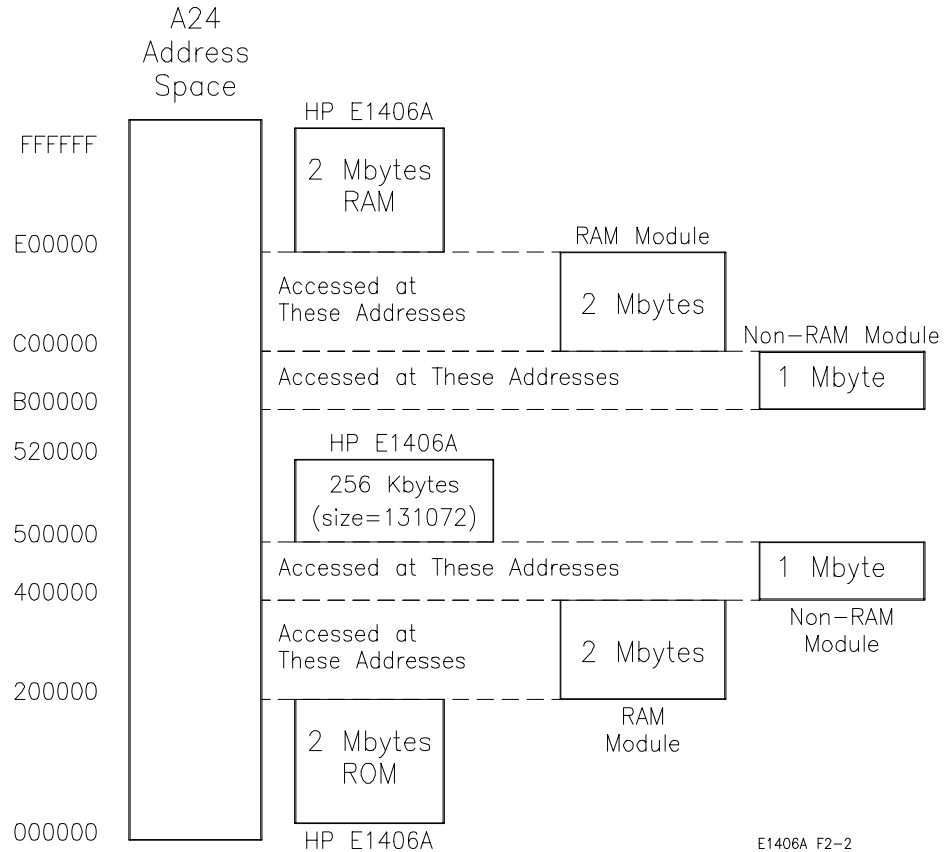 A24
Address
Space
HP E1406A
FFFFFF
2 Mbytes
RAM
E00000
RAM Module
Accessed at
These Addresses
2 Mbytes
C00000
Non-RAM Module
Accessed at These Addresses
1 Mbyte
B00000
520000
HP E1406A
256 Kbytes
(size=131072)
500000
Accessed at These Addresses
1 Mbyte
400000
Non-RAM
Module
Accessed at
These Addresses
2 Mbytes
200000
RAM
Module
2 Mbytes
ROM
000000
HP E1406A
E1406A F2-2